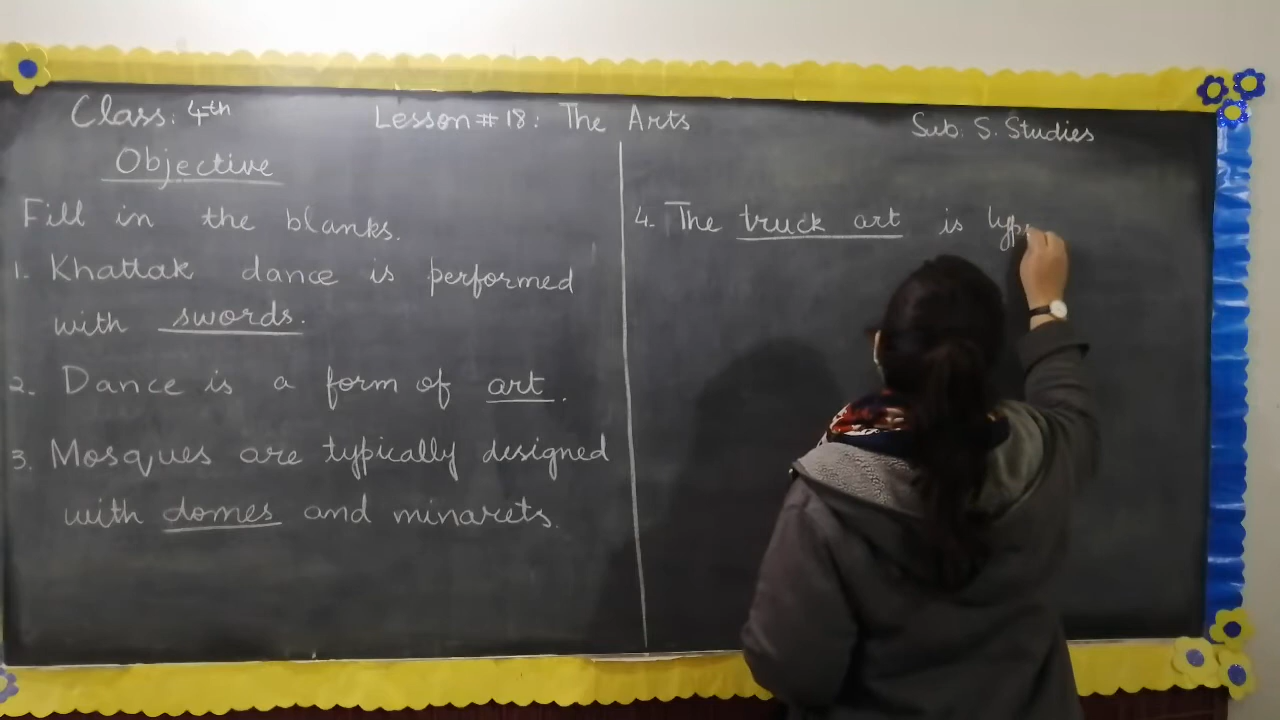 Class: 4th
Lesson # 18: The Arts
Sub: S. Studies
Objective
Fill in the blanks.
1. Khattak dance is performed
with swords.
2. Dance is a form of art.
3. Mosques are typically designed
with domes and minarets.
4. The truck art is